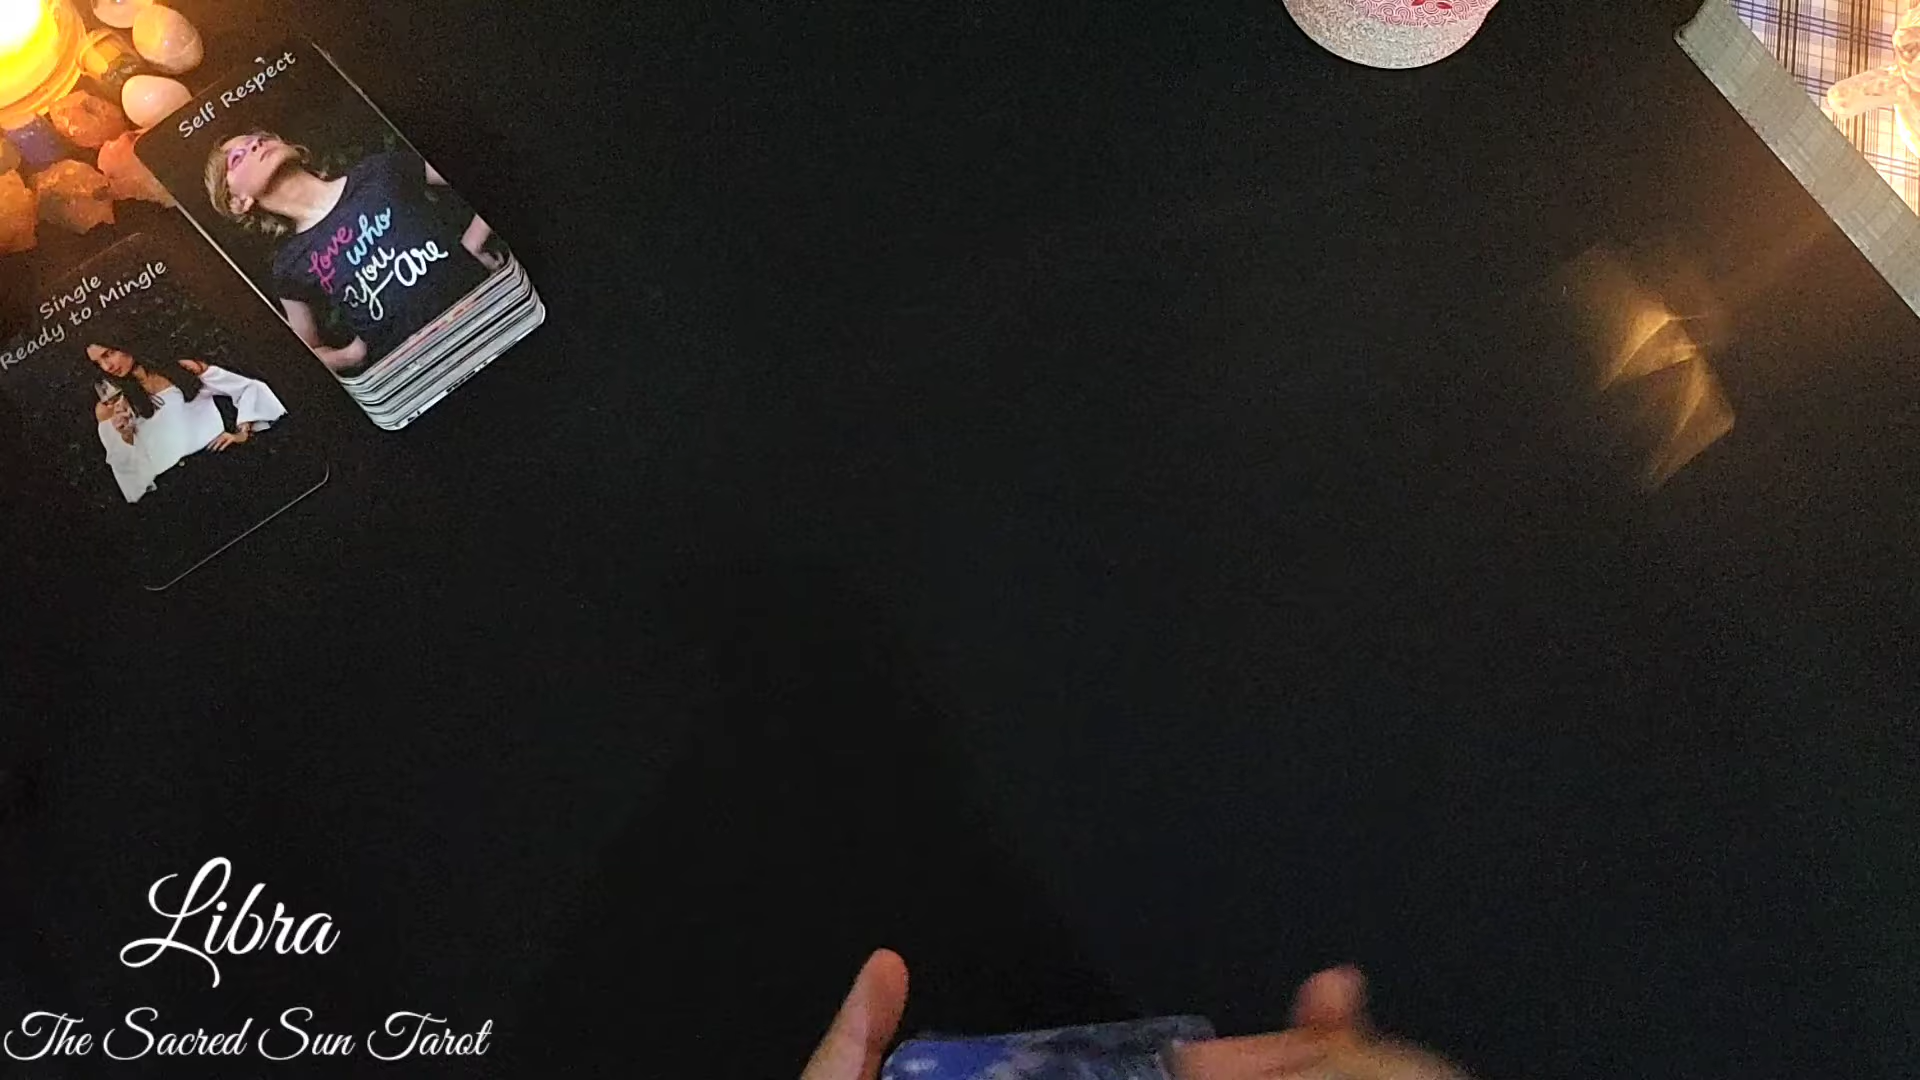 Self Respect
Love
who
you
Are
Single
Ready to Mingle
Libra
The Sacred Sun Tarot